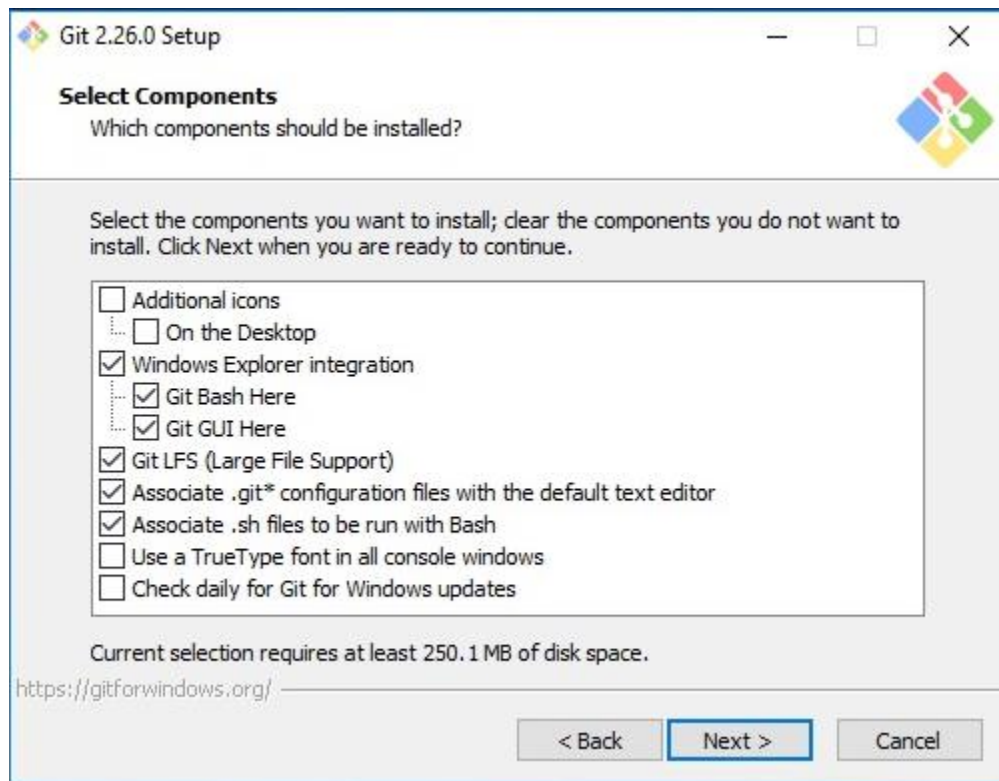 Git 2.26.0 Setup
Select Components
Which components should be installed?
Select the components you want to install; clear the components you do not want to
install. Click Next when you are ready to continue.
Additional icons
On the Desktop
Windows Explorer integration
Git Bash Here
Git GUI Here
Git LFS (Large File Support)
Associate .git* configuration files with the default text editor
Associate .sh files to be run with Bash
Use a TrueType font in all console windows
Check daily for Git for Windows updates
Current selection requires at least 250.1 MB of disk space.
https://gitforwindows.org/
< Back Next > Cancel